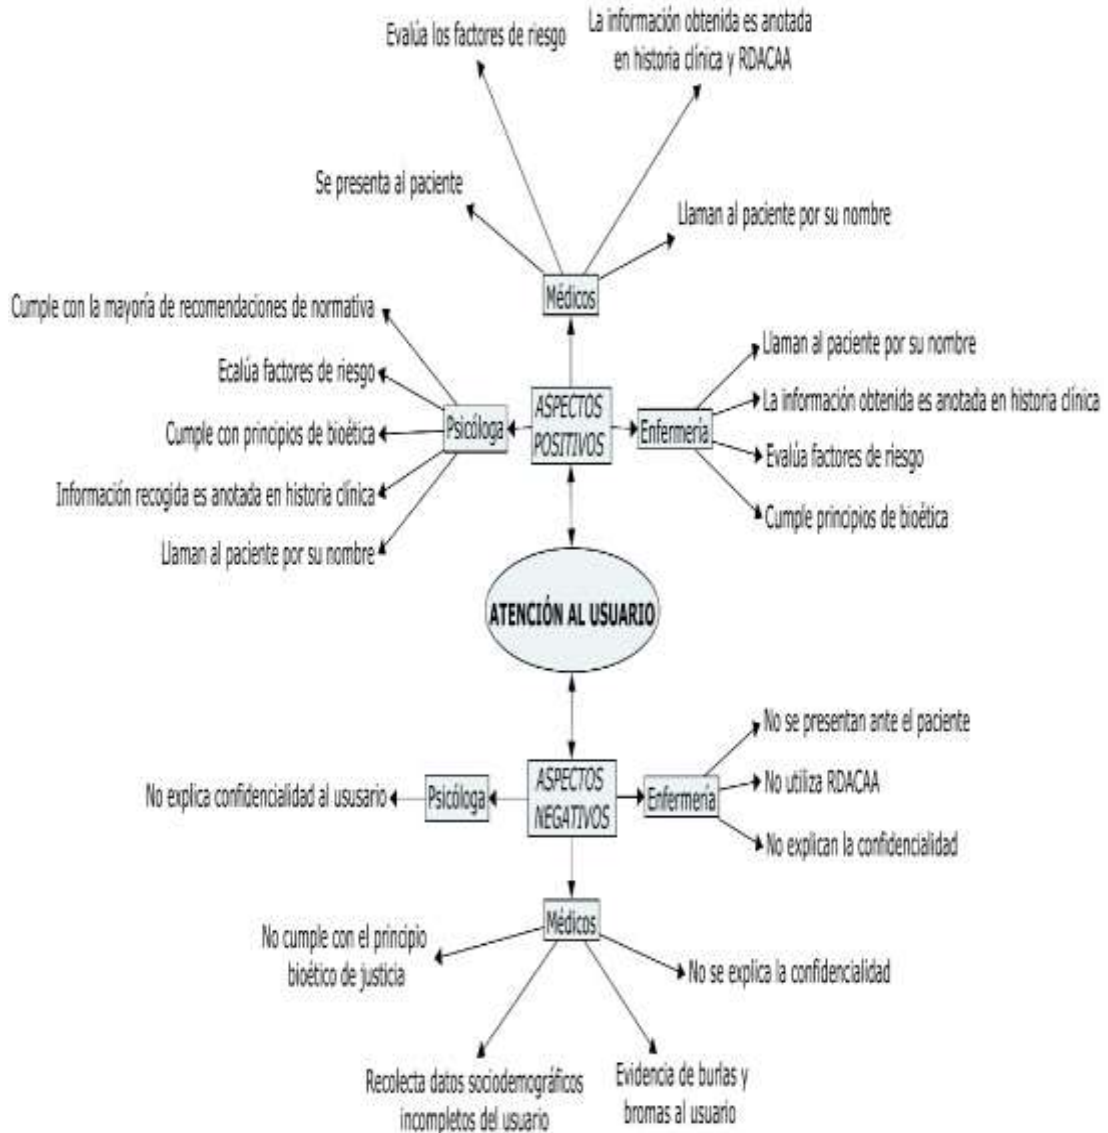 Evalúa los factores de riesgo
La información obtenida es anotada
en historia clínica y RDACAA
Se presenta al paciente
Llaman al paciente por su nombre
Médicos
Cumple con la mayoría de recomendaciones de normativa
Ecalúa factores de riesgo
Cumple con principios de bioética
Información recogida es anotada en historia clínica
Llaman al paciente por su nombre
Psicóloga
ASPECTOS
POSITIVOS
Enfermería
Llaman al paciente por su nombre
La información obtenida es anotada en historia clínica
Evalúa factores de riesgo
Cumple principios de bioética
ATENCIÓN AL USUARIO
No explica confidencialidad al ususario
Psicóloga
ASPECTOS
NEGATIVOS
Enfermería
No se presentan ante el paciente
No utiliza RDACAA
No explican la confidencialidad
Médicos
No cumple con el principio
bioético de justicia
No se explica la confidencialidad
Recolecta datos sociodemográficos
incompletos del usuario
Evidencia de burlas y
bromas al usuario